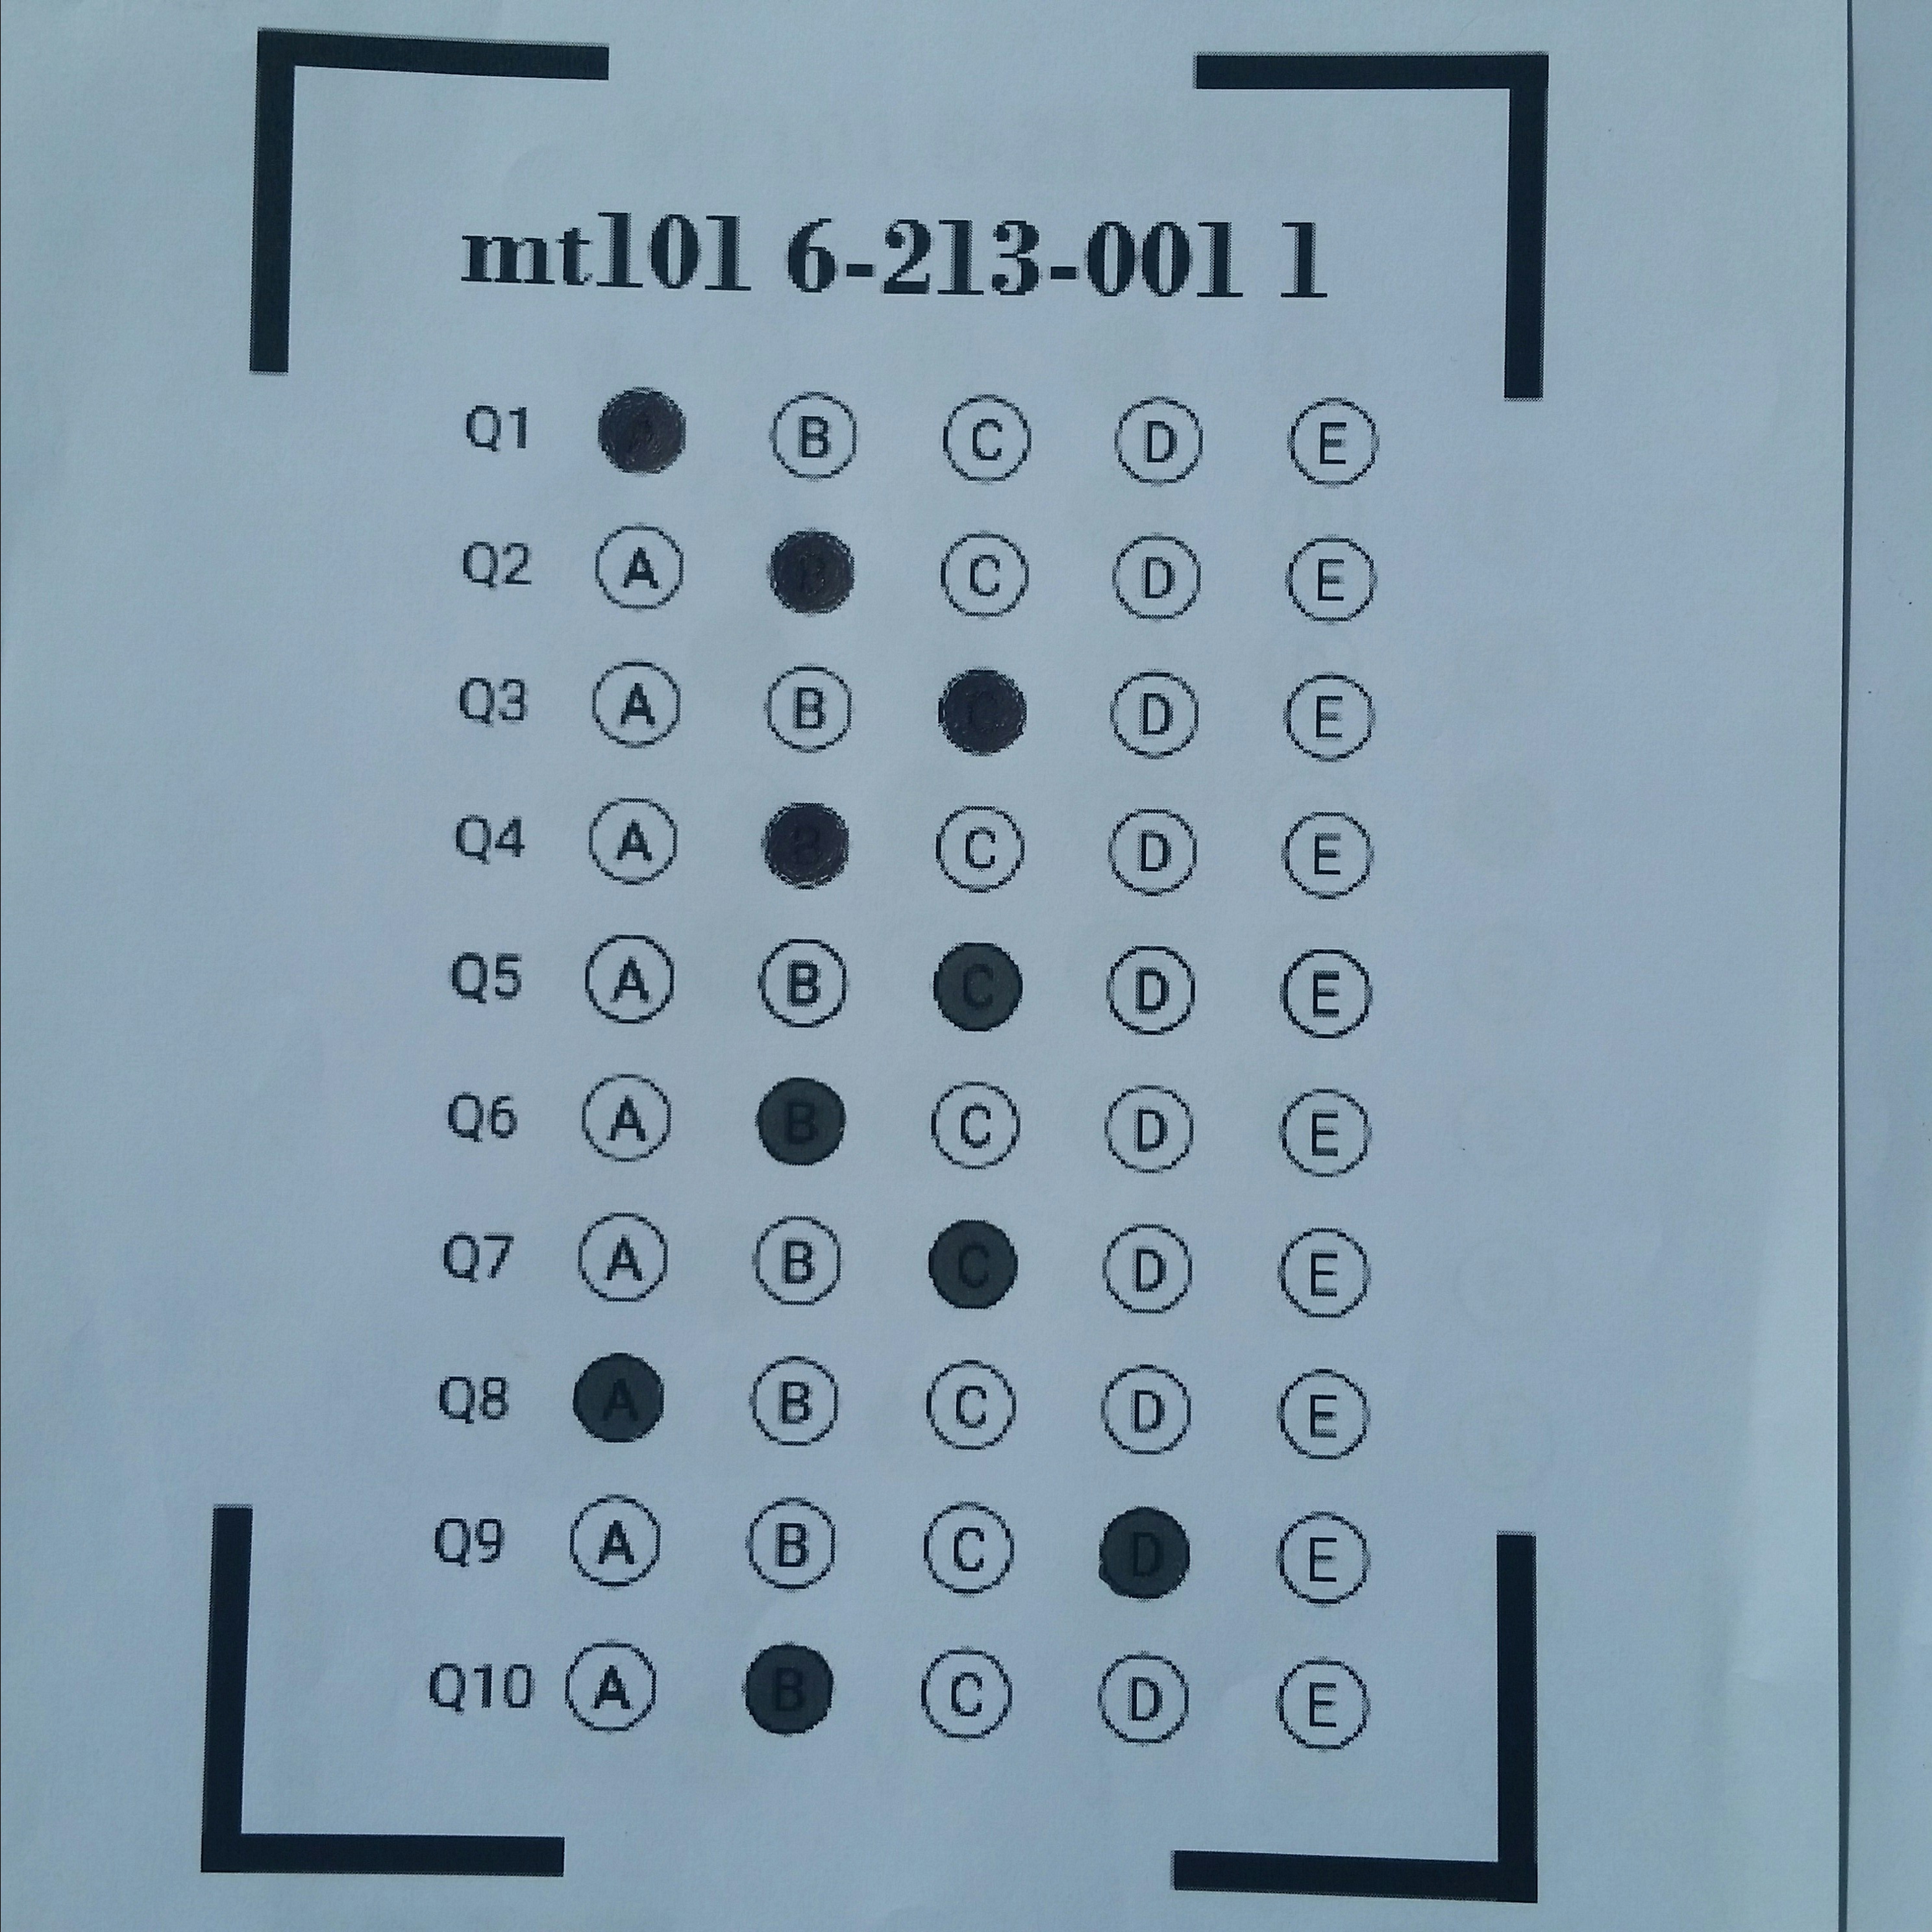 mt101 6-213-001 1
Q1 A B C D E
Q2 A B C D E
Q3 A B C D E
Q4 A B C D E
Q5 A B C D E
Q6 A B C D E
Q7 A B C D E
Q8 A B C D E
Q9 A B C D E
Q10 A B C D E